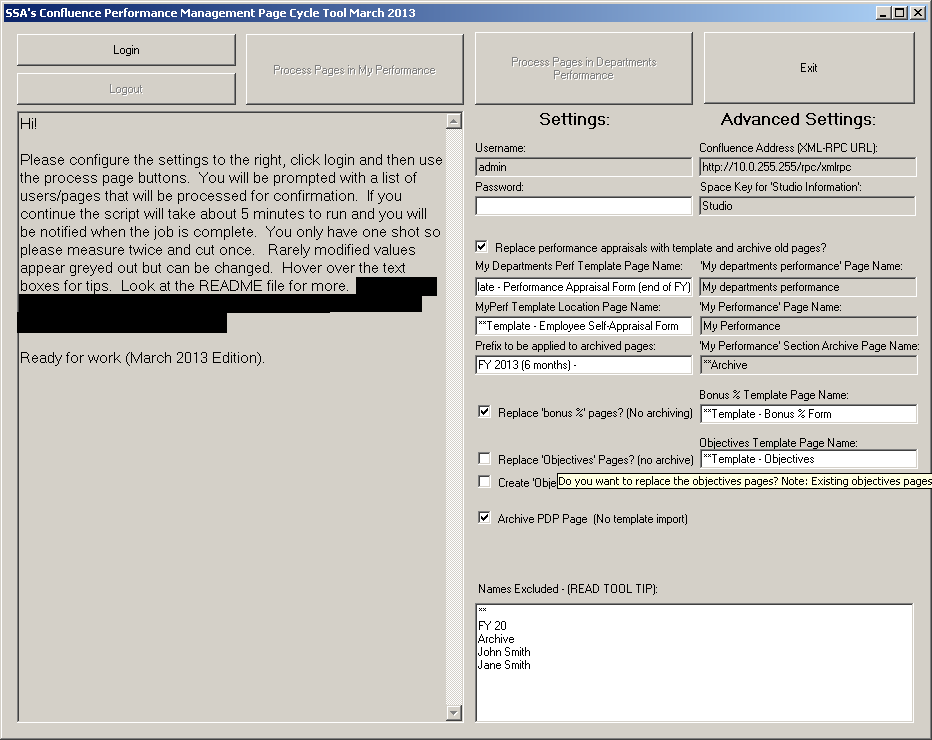 SSA's Confluence Performance Management Page Cycle Tool March 2013
Login
Logout
Process Pages in My Performance
Process Pages in Departments
Performance
Exit
Hi!
Please configure the settings to the right, click login and then use
the process page buttons. You will be prompted with a list of
users/pages that will be processed for confirmation. If you
continue the script will take about 5 minutes to run and you will
be notified when the job is complete. You only have one shot so
please measure twice and cut once. Rarely modified values
appear greyed out but can be changed. Hover over the text
boxes for tips. Look at the README file for more.
Ready for work (March 2013 Edition).
Settings:
Advanced Settings:
Username:
Confluence Address (XML-RPC URL):
admin
http://10.0.255.255/rpc/xmlrpc
Password:
Space Key for 'Studio Information':
Studio
Replace performance appraisals with template and archive old pages?
My Departments Perf Template Page Name:
'My departments performance' Page Name:
late - Performance Appraisal Form (end of FY)
My departments performance
MyPerf Template Location Page Name:
'My Performance' Page Name:
**Template - Employee Self-Appraisal Form
My Performance
Prefix to be applied to archived pages:
'My Performance' Section Archive Page Name:
FY 2013 (6 months) -
**Archive
Bonus % Template Page Name:
Replace 'bonus %' pages? (No archiving)
**Template - Bonus % Form
Objectives Template Page Name:
Replace 'Objectives' Pages? (no archive)
**Template - Objectives
Create 'Obje
Do you want to replace the objectives pages? Note: Existing objectives pages
Archive PDP Page (No template import)
Names Excluded - (READ TOOL TIP):
**
FY 20
Archive
John Smith
Jane Smith